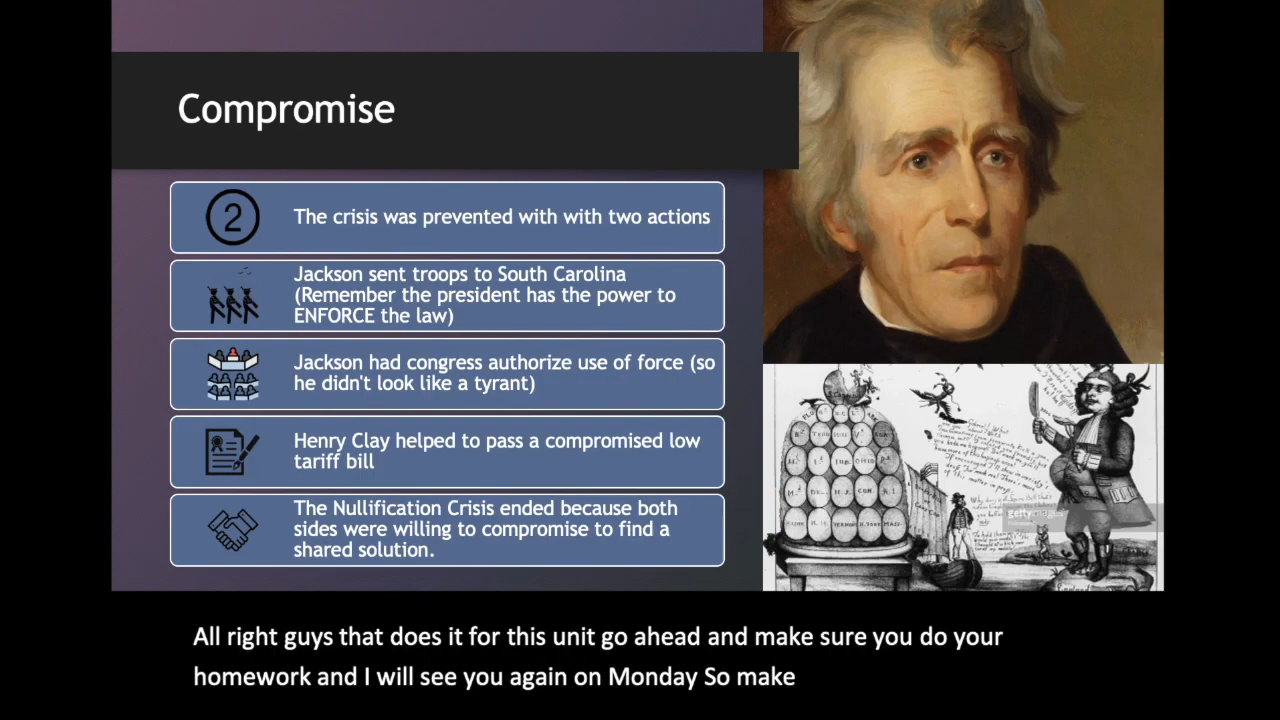 Compromise
2
The crisis was prevented with with two actions
Jackson sent troops to South Carolina
(Remember the president has the power to
ENFORCE the law)
Jackson had congress authorize use of force (so
he didn't look like a tyrant)
Henry Clay helped to pass a compromised low
tariff bill
The Nullification Crisis ended because both
sides were willing to compromise to find a
shared solution.
gettyimages
All right guys that does it for this unit go ahead and make sure you do your
homework and I will see you again on Monday So make